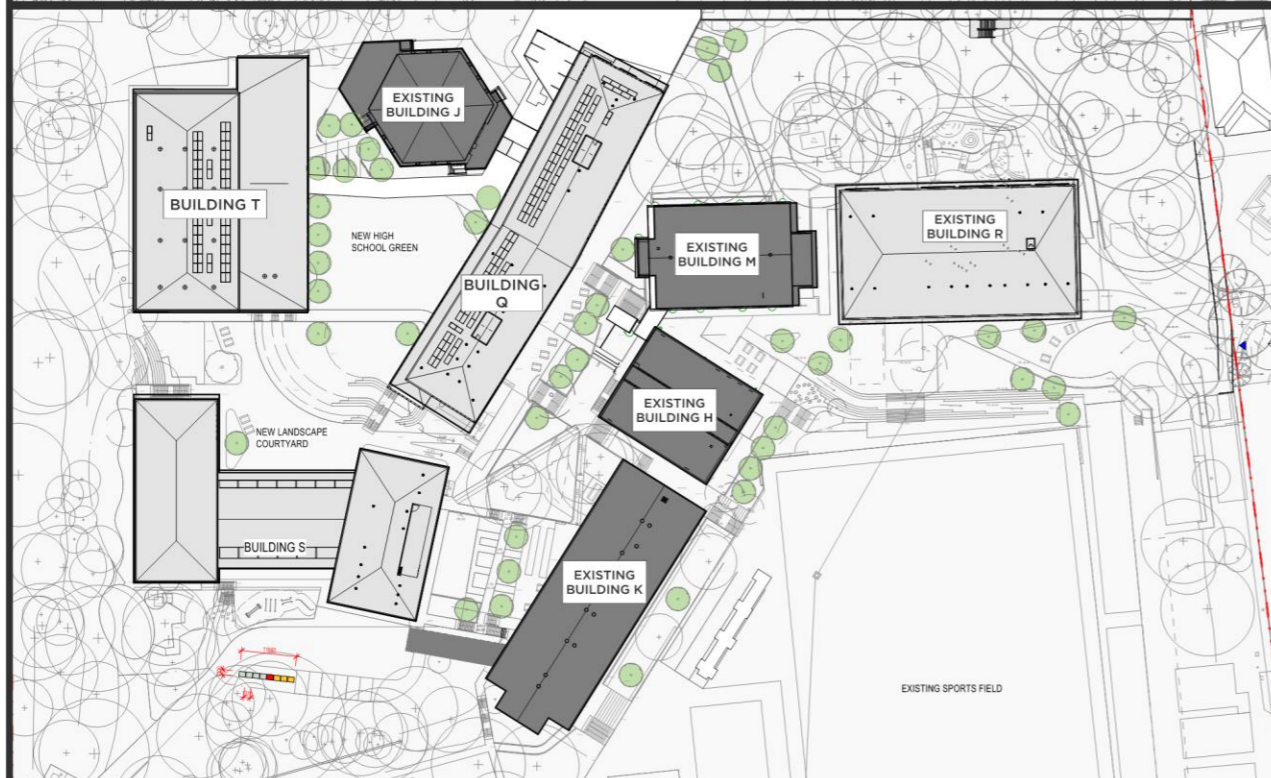 EXISTING
BUILDING J
BUILDING T
NEW HIGH
SCHOOL GREEN
EXISTING
BUILDING M
EXISTING
BUILDING R
BUILDING
Q
EXISTING
BUILDING H
NEW LANDSCAPE
COURTYARD
BUILDING S
EXISTING
BUILDING K
EXISTING SPORTS FIELD